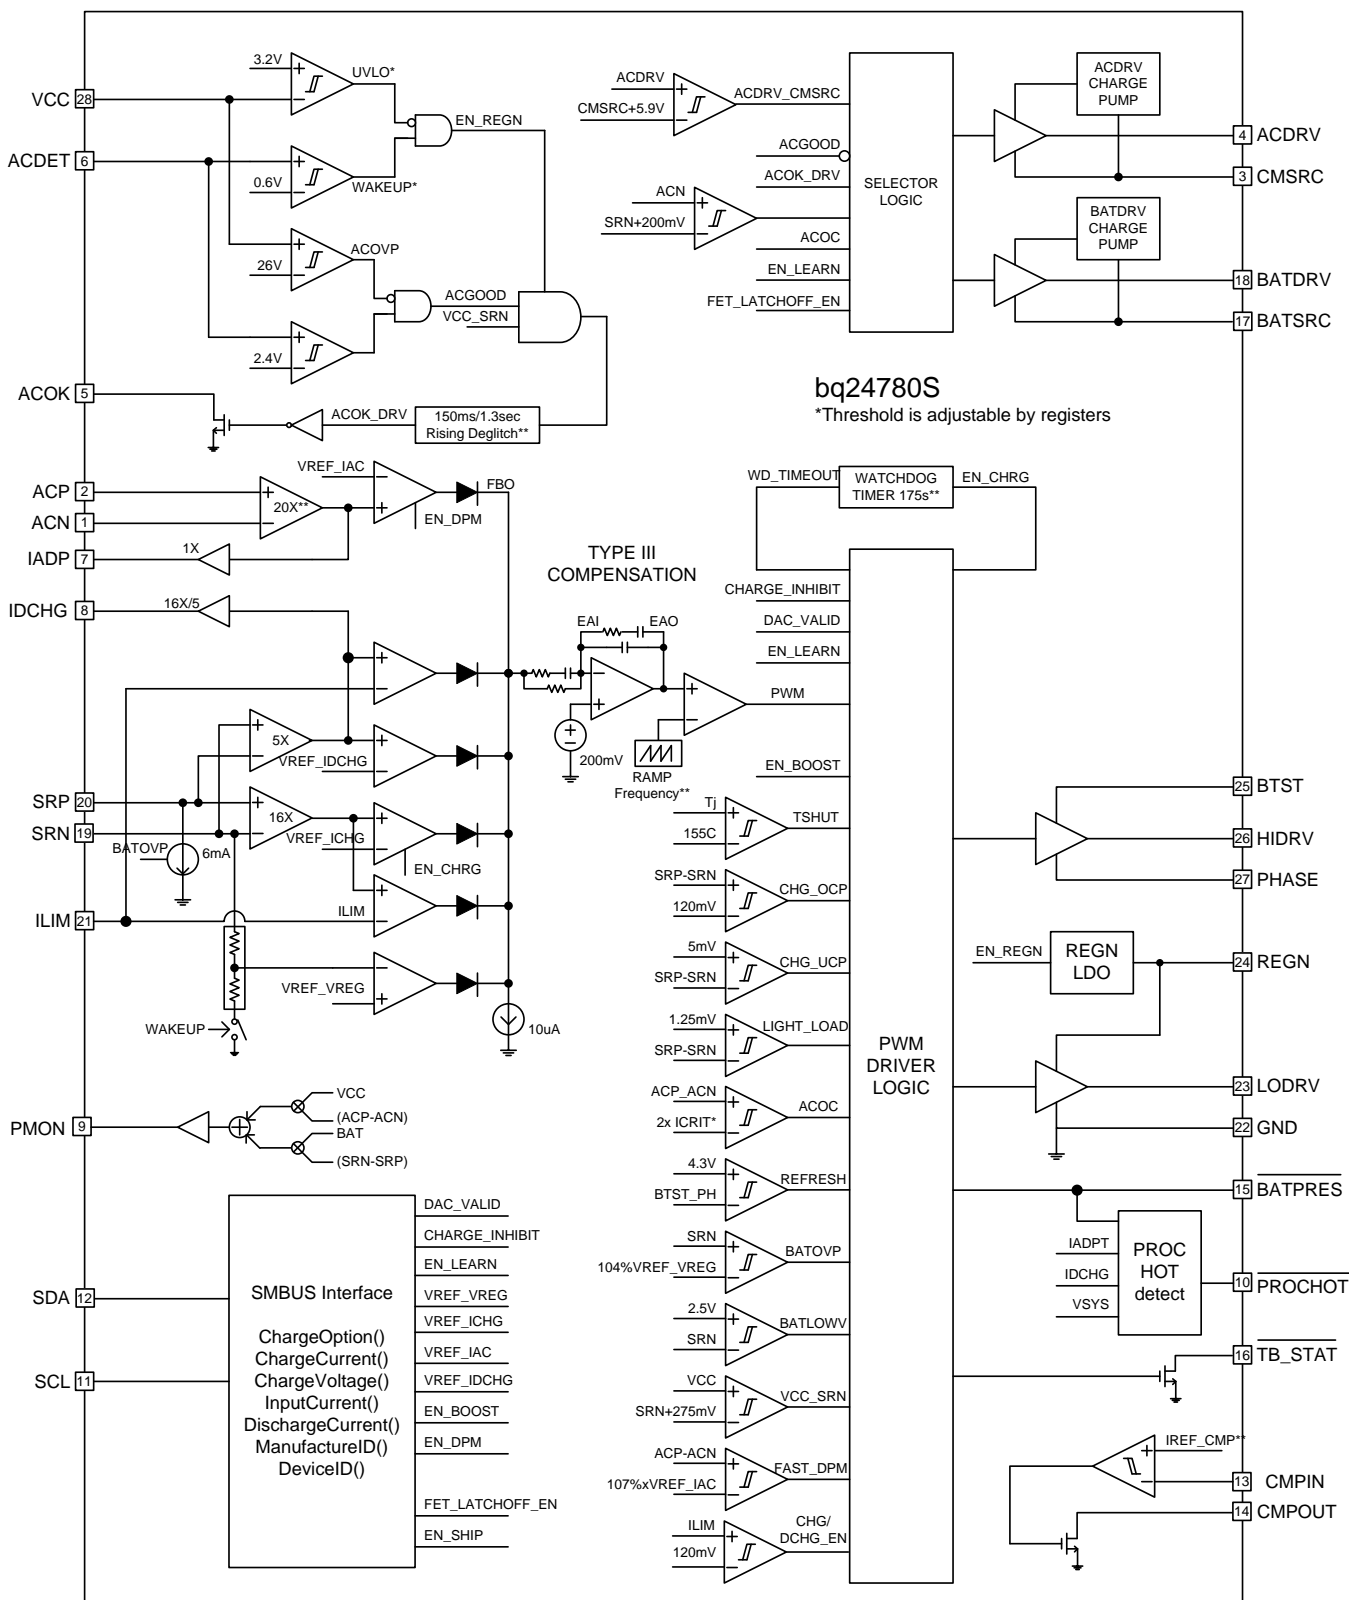 3.2V
UVLO*
VCC
28
EN_REGN
ACDET
6
0.6V
WAKEUP*
ACOVP
26V
ACGOOD
VCC_SRN
2.4V
ACOK
5
ACOK_DRV
150ms/1.3sec
Rising Deglitch**
ACDRV
CMSRC+5.9V
ACDRV_CMSRC
ACGOOD
ACOK_DRV
ACN
SRN+200mV
ACOC
EN_LEARN
FET_LATCHOFF_EN
SELECTOR
LOGIC
ACDRV
CHARGE
PUMP
4
ACDRV
3
CMSRC
BATDRV
CHARGE
PUMP
18
BATDRV
17
BATSRC
bq24780S
*Threshold is adjustable by registers
VREF_IAC
FBO
ACP
2
ACN
1
20X**
EN_DPM
IADP
7
1X
IDCHG
8
16X/5
5X
VREF_IDCHG
SRP
20
SRN
19
16X
VREF_ICHG
BATOVP
6mA
EN_CHRG
ILIM
21
ILIM
VREF_VREG
WAKEUP
10uA
TYPE III
COMPENSATION
EAI
EAO
200mV
RAMP
Frequency**
PWM
WD_TIMEOUT
WATCHDOG
TIMER 175s**
EN_CHRG
CHARGE_INHIBIT
DAC_VALID
EN_LEARN
EN_BOOST
Tj
155C
TSHUT
SRP-SRN
120mV
CHG_OCP
5mV
SRP-SRN
CHG_UCP
1.25mV
SRP-SRN
LIGHT_LOAD
ACP_ACN
2x ICRIT*
ACOC
4.3V
BTST_PH
REFRESH
SRN
104%VREF_VREG
BATOVP
2.5V
SRN
BATLOWV
VCC
SRN+275mV
VCC_SRN
ACP-ACN
107%xVREF_IAC
FAST_DPM
ILIM
120mV
CHG/
DCHG_EN
PWM
DRIVER
LOGIC
25
BTST
26
HIDRV
27
PHASE
EN_REGN
REGN
LDO
24
REGN
23
LODRV
22
GND
15
BATPRES
IADPT
IDCHG
VSYS
PROC
HOT
detect
10
PROCHOT
16
TB_STAT
IREF_CMP**
13
CMPIN
14
CMPOUT
PMON
9
VCC
(ACP-ACN)
BAT
(SRN-SRP)
SDA
12
SCL
11
SMBUS Interface
ChargeOption()
ChargeCurrent()
ChargeVoltage()
InputCurrent()
DischargeCurrent()
ManufactureID()
DeviceID()
DAC_VALID
CHARGE_INHIBIT
EN_LEARN
VREF_VREG
VREF_ICHG
VREF_IAC
VREF_IDCHG
EN_BOOST
EN_DPM
FET_LATCHOFF_EN
EN_SHIP